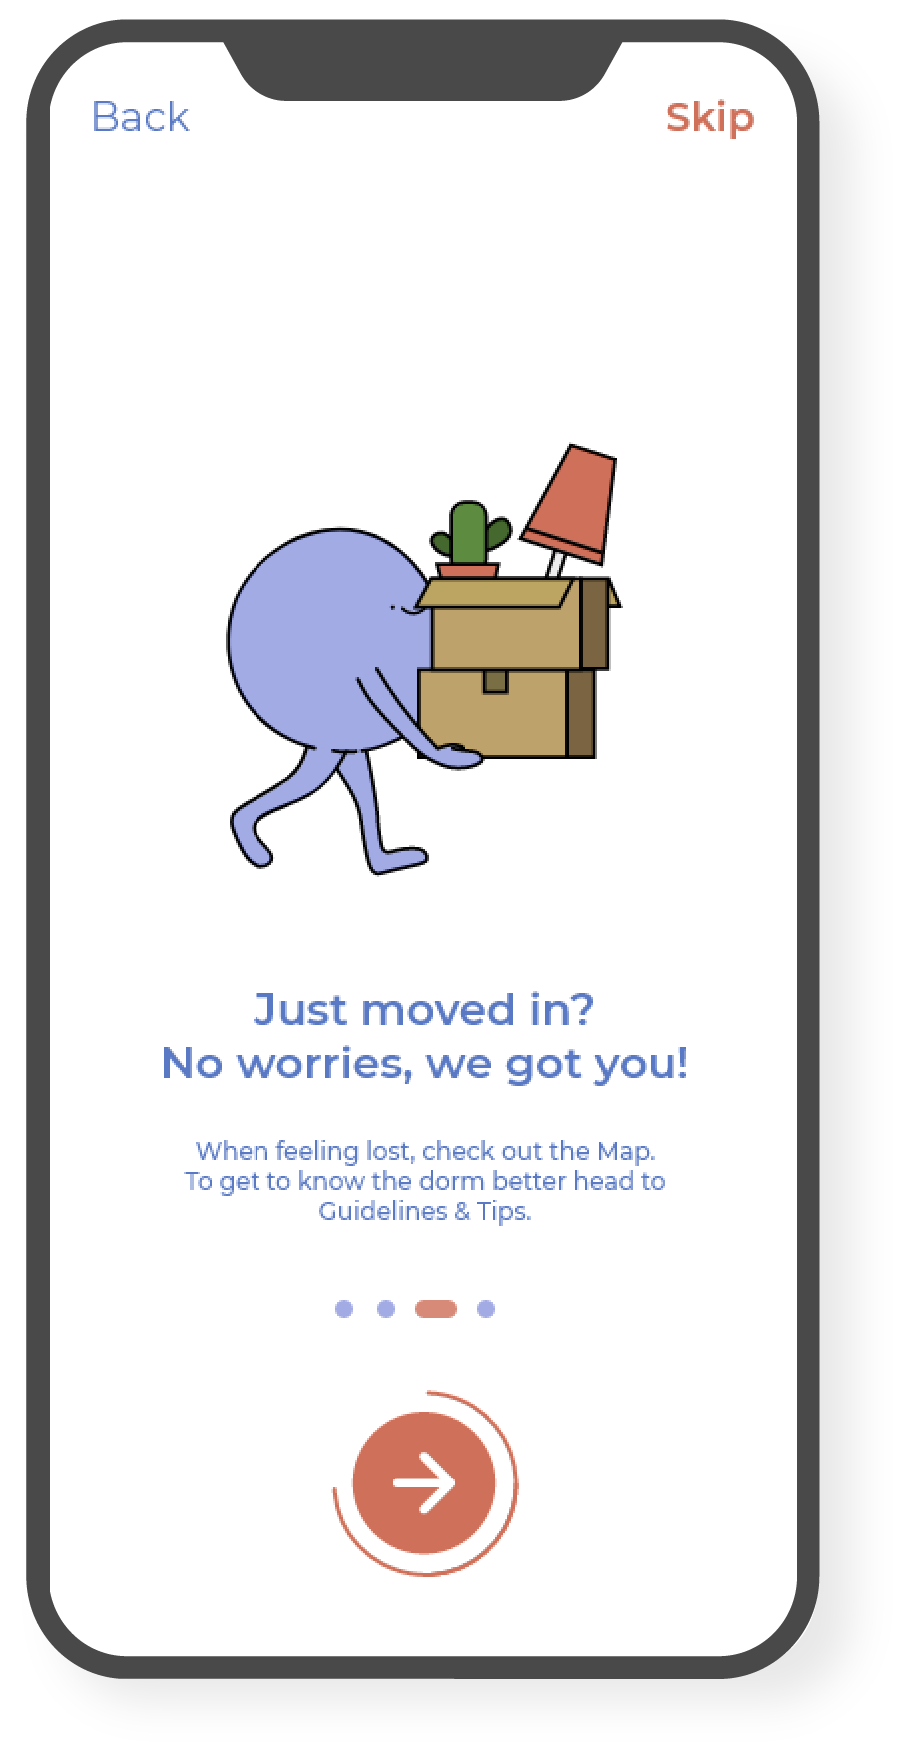 Back
Skip
Just moved in?
No worries, we got you!
When feeling lost, check out the Map.
To get to know the dorm better head to
Guidelines & Tips.